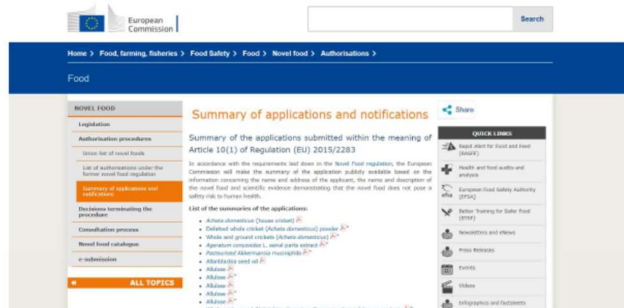 European
Commission
Search
Home > Food, farming, fisheries > Food Safety > Food > Novel food > Authorisations >
Food
NOVEL FOOD
Legislation
Authorisation procedures
Union list of novel foods
List of authorisations under the
former novel food regulation
Summary of applications and
notifications
Decisions terminating the
procedure
Consultation process
Novel food catalogue
e-submission
ALL TOPICS
Summary of applications and notifications
Summary of the applications submitted within the meaning of
Article 10(1) of Regulation (EU) 2015/2283
In accordance with the requirements laid down in the Novel Food regulation, the European
Commission will make the summary of the application publicly available based on the
information concerning the name and address of the applicant, the name and description of
the novel food and scientific evidence demonstrating that the novel food does not pose a
safety risk to human health.
List of the summaries of the applications:
Acheta domesticus (house cricket)
Defatted whole cricket (Acheta domesticus) powder
Whole and ground crickets (Acheta domesticus)
Ageratum conyzoides L. aerial parts extract
Pasteurised Akkermansia muciniphila
Allanblackia seed oil
Allulose
Allulose
Allulose
Allulose
Allulose
Share
QUICK LINKS
Rapid Alert for Food and Feed
(RASFF)
Health and food audits and
analysis
European Food Safety Authority
(EFSA)
Better Training for Safer Food
(BTSF)
Newsletters and eNews
Press Releases
Events
Videos
Infographics and factsheets